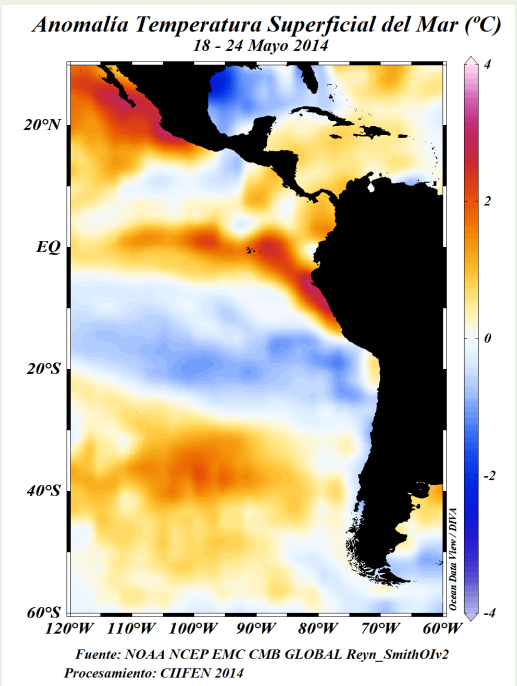 Anomalía Temperatura Superficial del Mar (ºC)
18 - 24 Mayo 2014
4
20°N
2
EQ
0
20°S
-2
40°S
Ocean Data View / DIVA
60°S
-4
120°W 110°W 100°W 90°W 80°W 70°W 60°W
Fuente: NOAA NCEP EMC CMB GLOBAL Reyn_SmithOIv2
Procesamiento: CIIFEN 2014